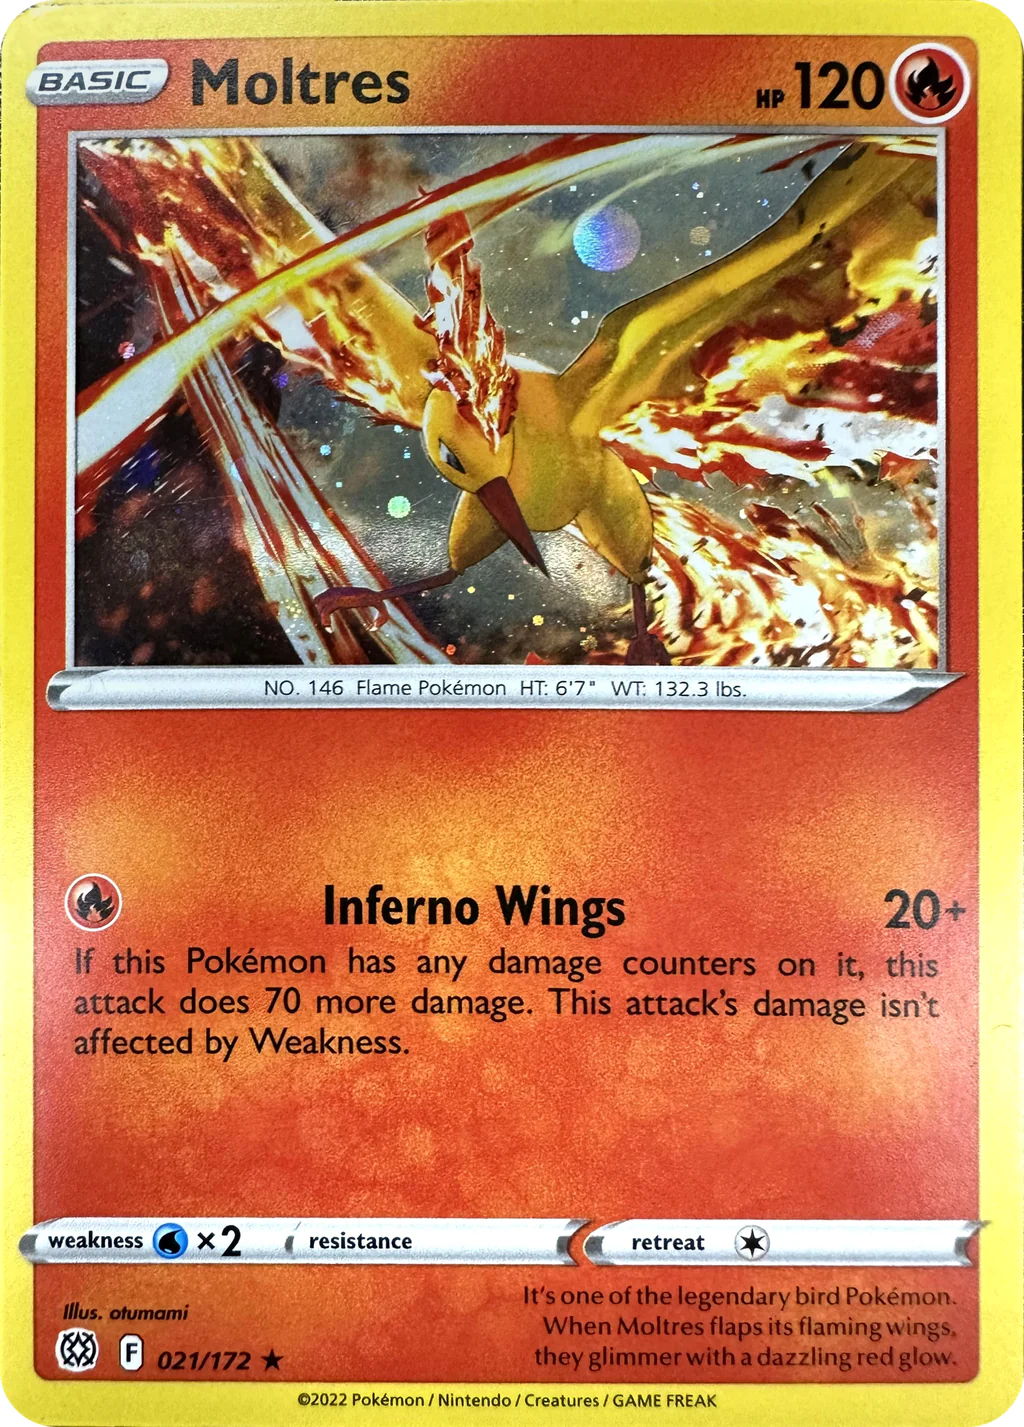 BASIC Moltres HP 120
NO. 146 Flame Pokémon HT: 6'7" WT: 132.3 lbs.
Inferno Wings 20+
If this Pokémon has any damage counters on it, this
attack does 70 more damage. This attack's damage isn't
affected by Weakness.
weakness ×2 resistance retreat
Illus. otumami
F 021/172 ★
It's one of the legendary bird Pokémon.
When Moltres flaps its flaming wings,
they glimmer with a dazzling red glow.
©2022 Pokémon / Nintendo / Creatures / GAME FREAK